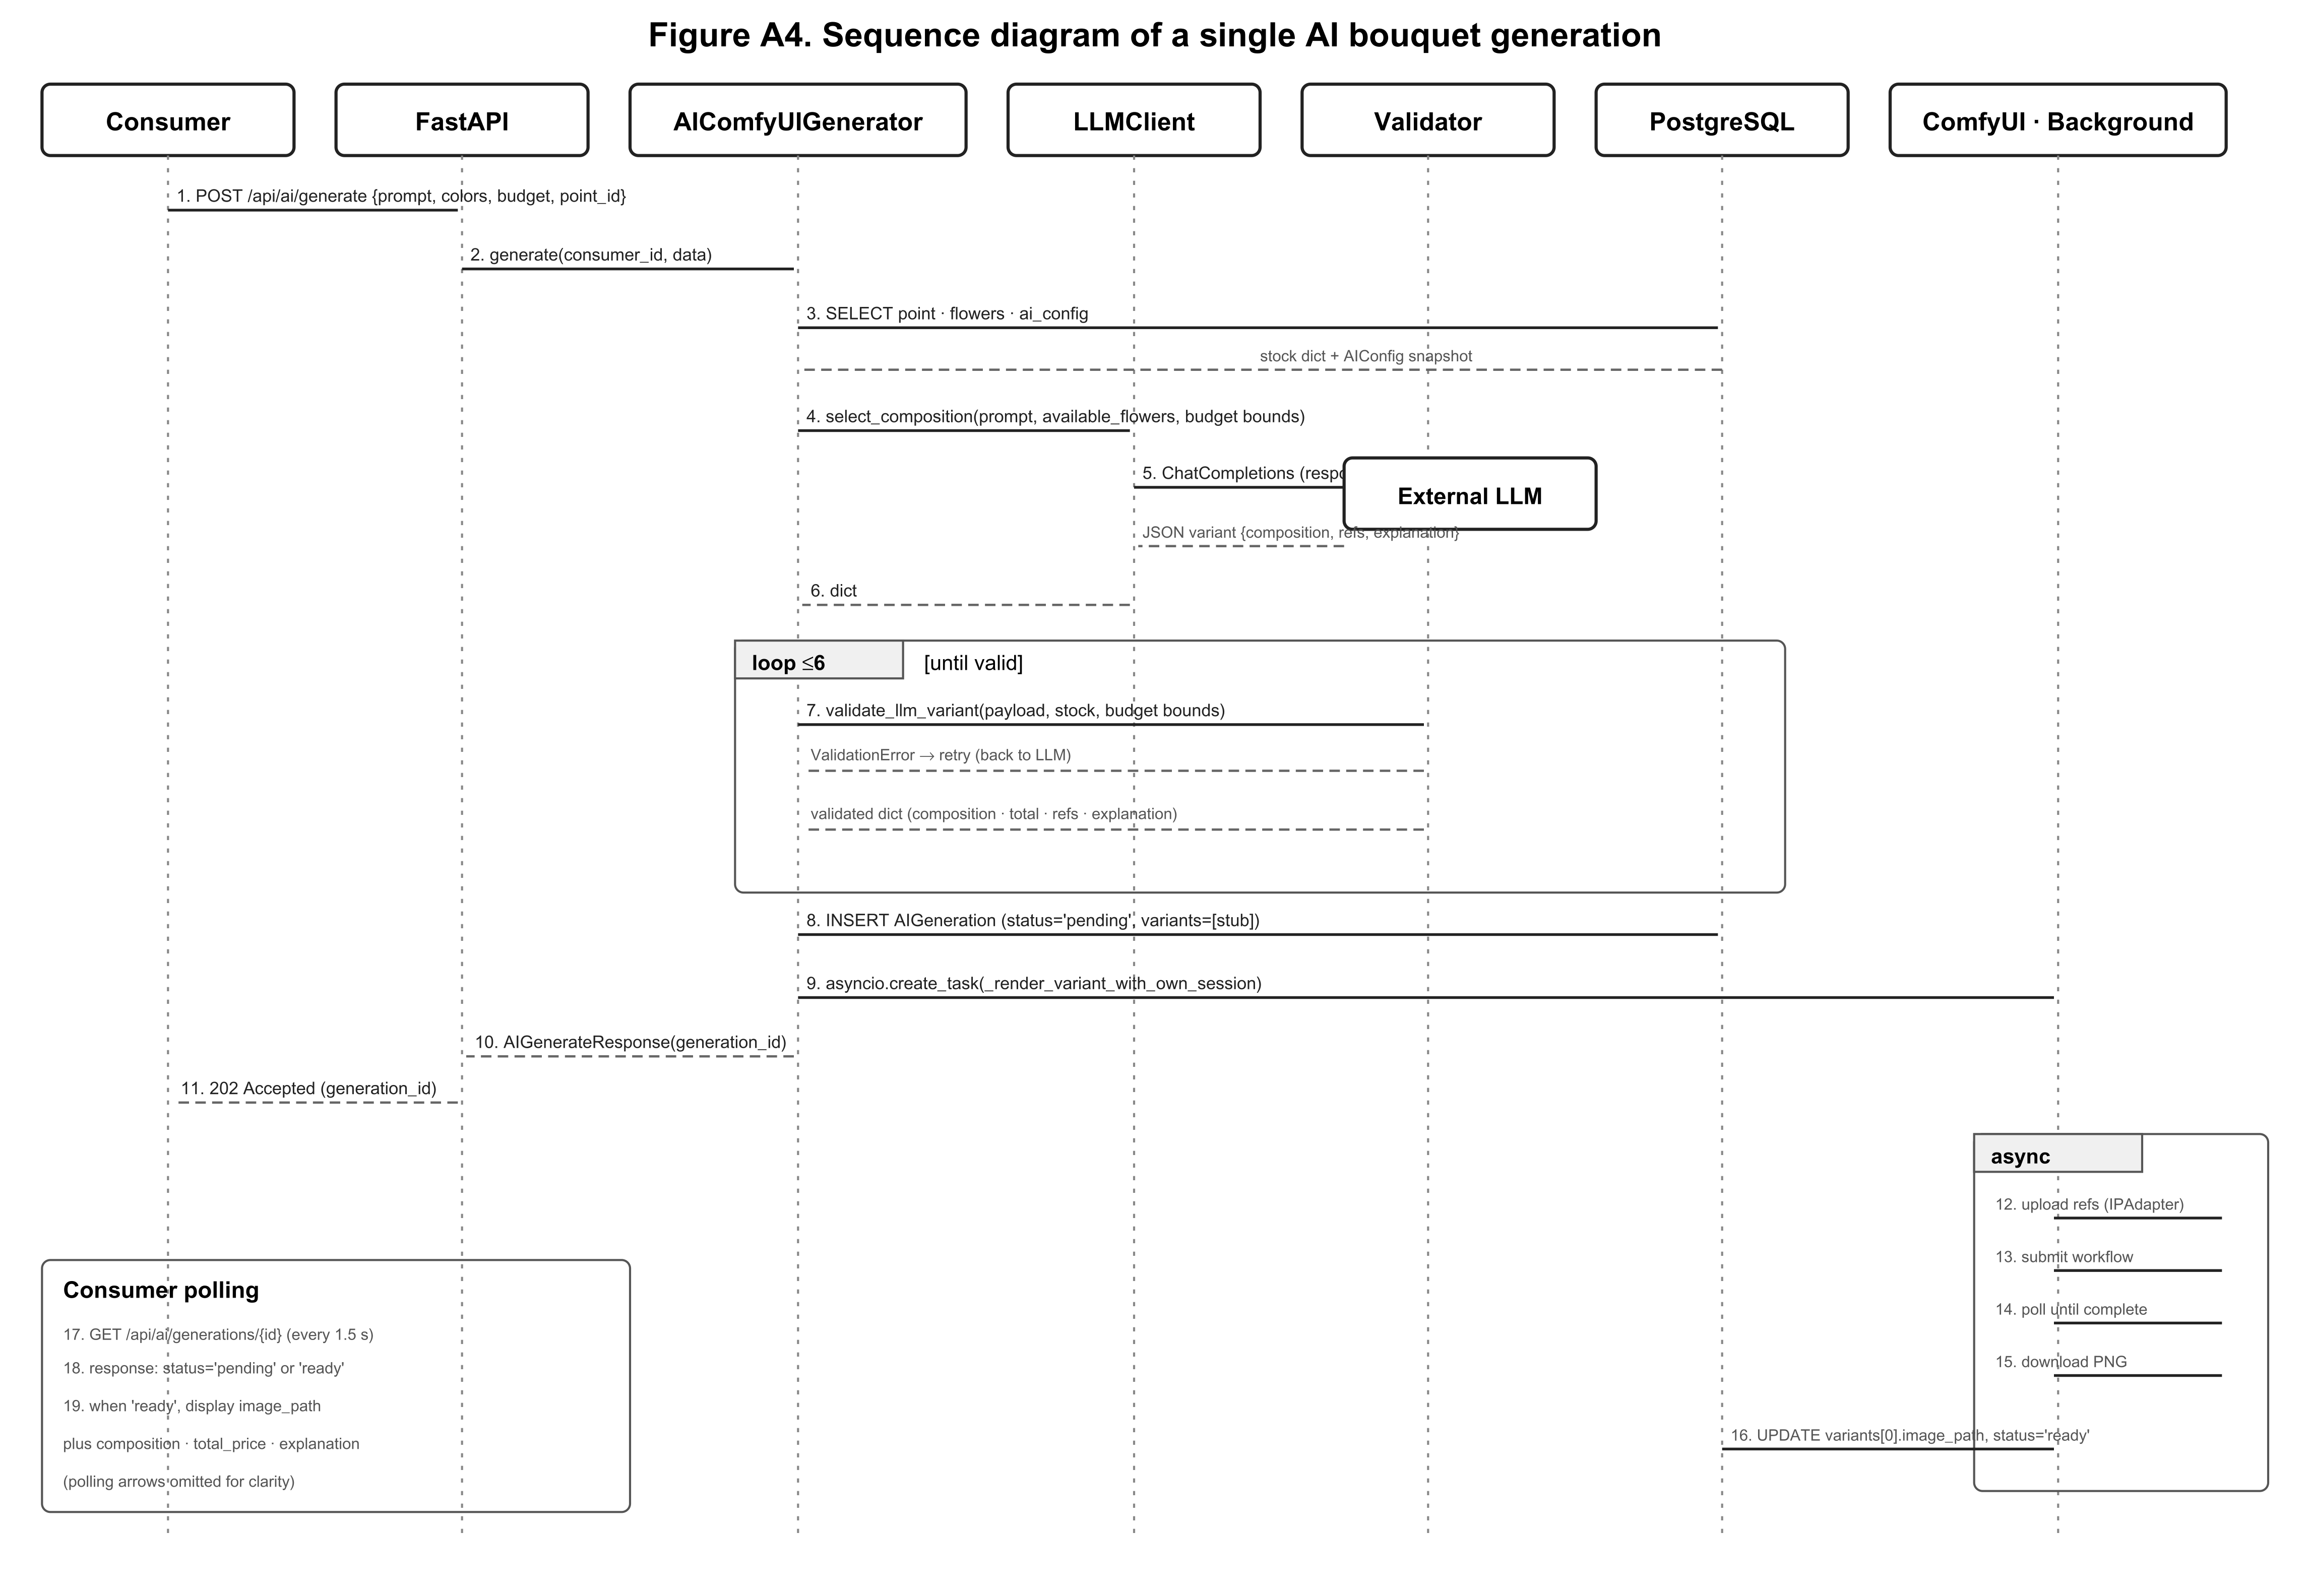 Figure A4. Sequence diagram of a single AI bouquet generation
Consumer
FastAPI
AIComfyUIGenerator
LLMClient
Validator
PostgreSQL
ComfyUI · Background
1. POST /api/ai/generate {prompt, colors, budget, point_id}
2. generate(consumer_id, data)
3. SELECT point · flowers · ai_config
stock dict + AIConfig snapshot
4. select_composition(prompt, available_flowers, budget bounds)
5. ChatCompletions
External LLM
JSON variant {composition, refs, explanation}
6. dict
loop ≤6
[until valid]
7. validate_llm_variant(payload, stock, budget bounds)
ValidationError → retry (back to LLM)
validated dict (composition · total · refs · explanation)
8. INSERT AIGeneration (status='pending', variants=[stub])
9. asyncio.create_task(_render_variant_with_own_session)
10. AIGenerateResponse(generation_id)
11. 202 Accepted (generation_id)
async
12. upload refs (IPAdapter)
13. submit workflow
14. poll until complete
15. download PNG
16. UPDATE variants[0].image_path, status='ready'
Consumer polling
17. GET /api/ai/generations/{id} (every 1.5 s)
18. response: status='pending' or 'ready'
19. when 'ready', display image_path
plus composition · total_price · explanation
(polling arrows omitted for clarity)